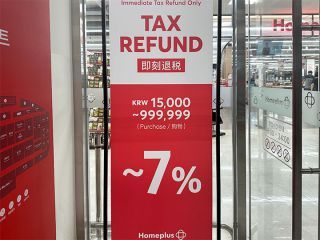 Immediate Tax Refund Only
TAX
REFUND
即刻退税
KRW 15,000
~999,999
(Purchase / 购物)
~7%
Homeplus
Homeplus